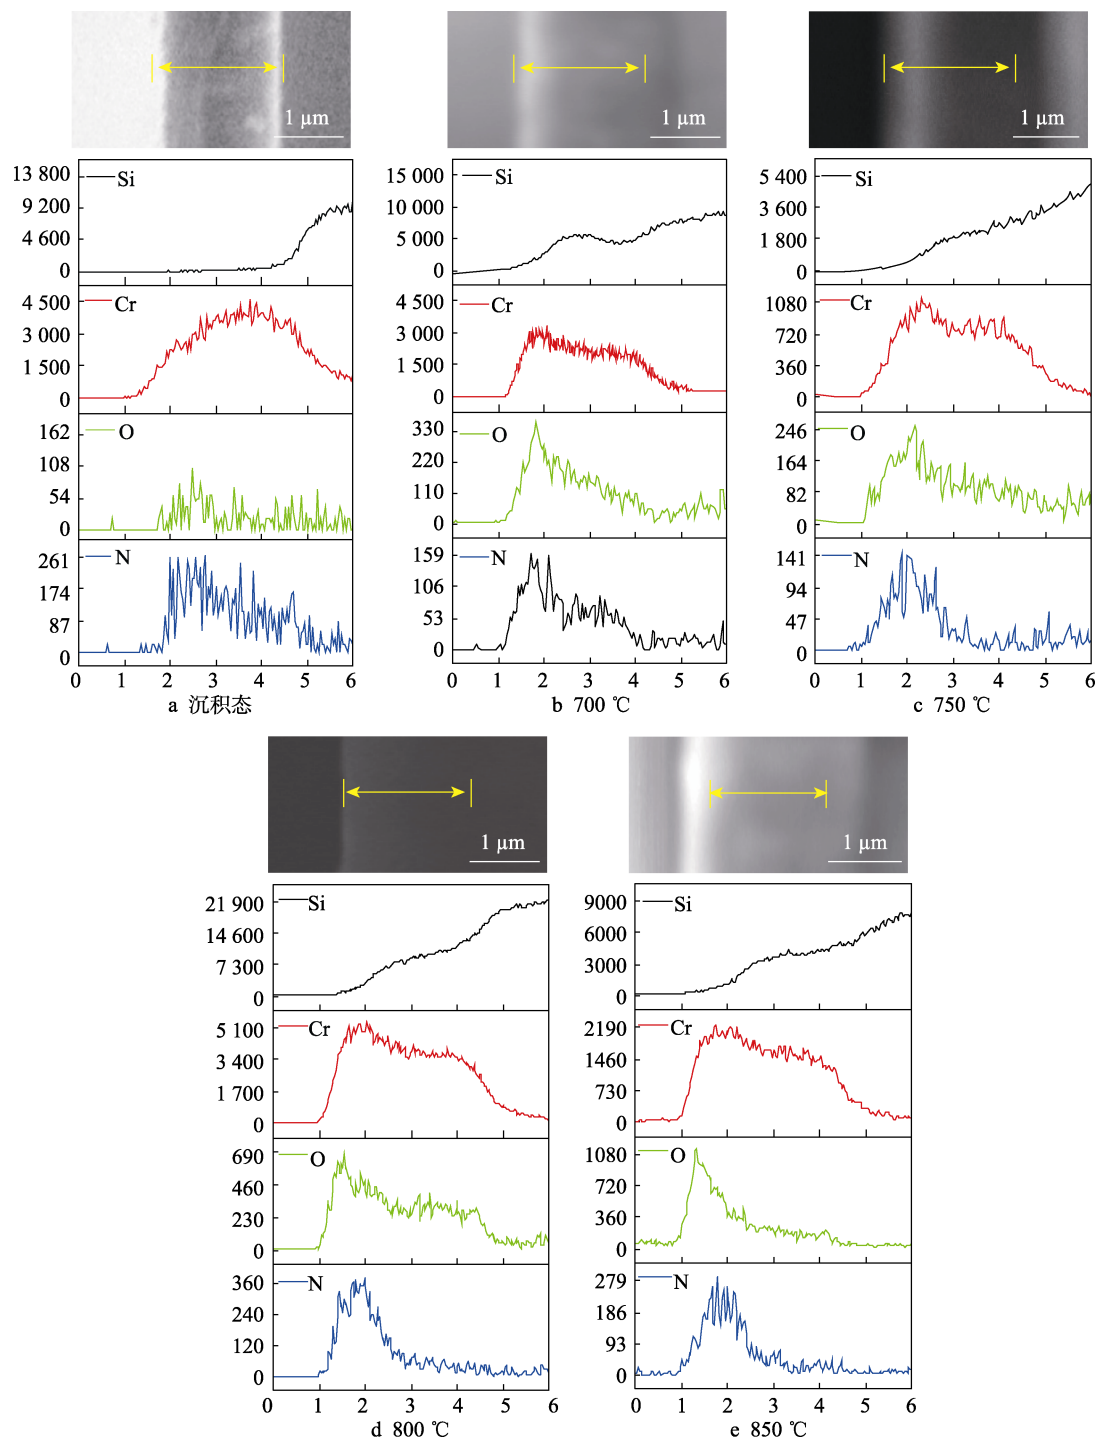 1 μm
1 μm
1 μm
13 800
9 200
4 600
0
Si
4 500
3 000
1 500
0
Cr
162
108
54
0
O
261
174
87
0
N
0 1 2 3 4 5 6
a 沉积态
15 000
10 000
5 000
0
Si
4 500
3 000
1 500
0
Cr
330
220
110
0
O
159
106
53
0
N
0 1 2 3 4 5 6
b 700 ℃
5 400
3 600
1 800
0
Si
1080
720
360
0
Cr
246
164
82
0
O
141
94
47
0
N
0 1 2 3 4 5 6
c 750 ℃
1 μm
1 μm
21 900
14 600
7 300
0
Si
5 100
3 400
1 700
0
Cr
690
460
230
0
O
360
240
120
0
N
0 1 2 3 4 5 6
d 800 ℃
9000
6000
3000
0
Si
2190
1460
730
0
Cr
1080
720
360
0
O
279
186
93
0
N
0 1 2 3 4 5 6
e 850 ℃